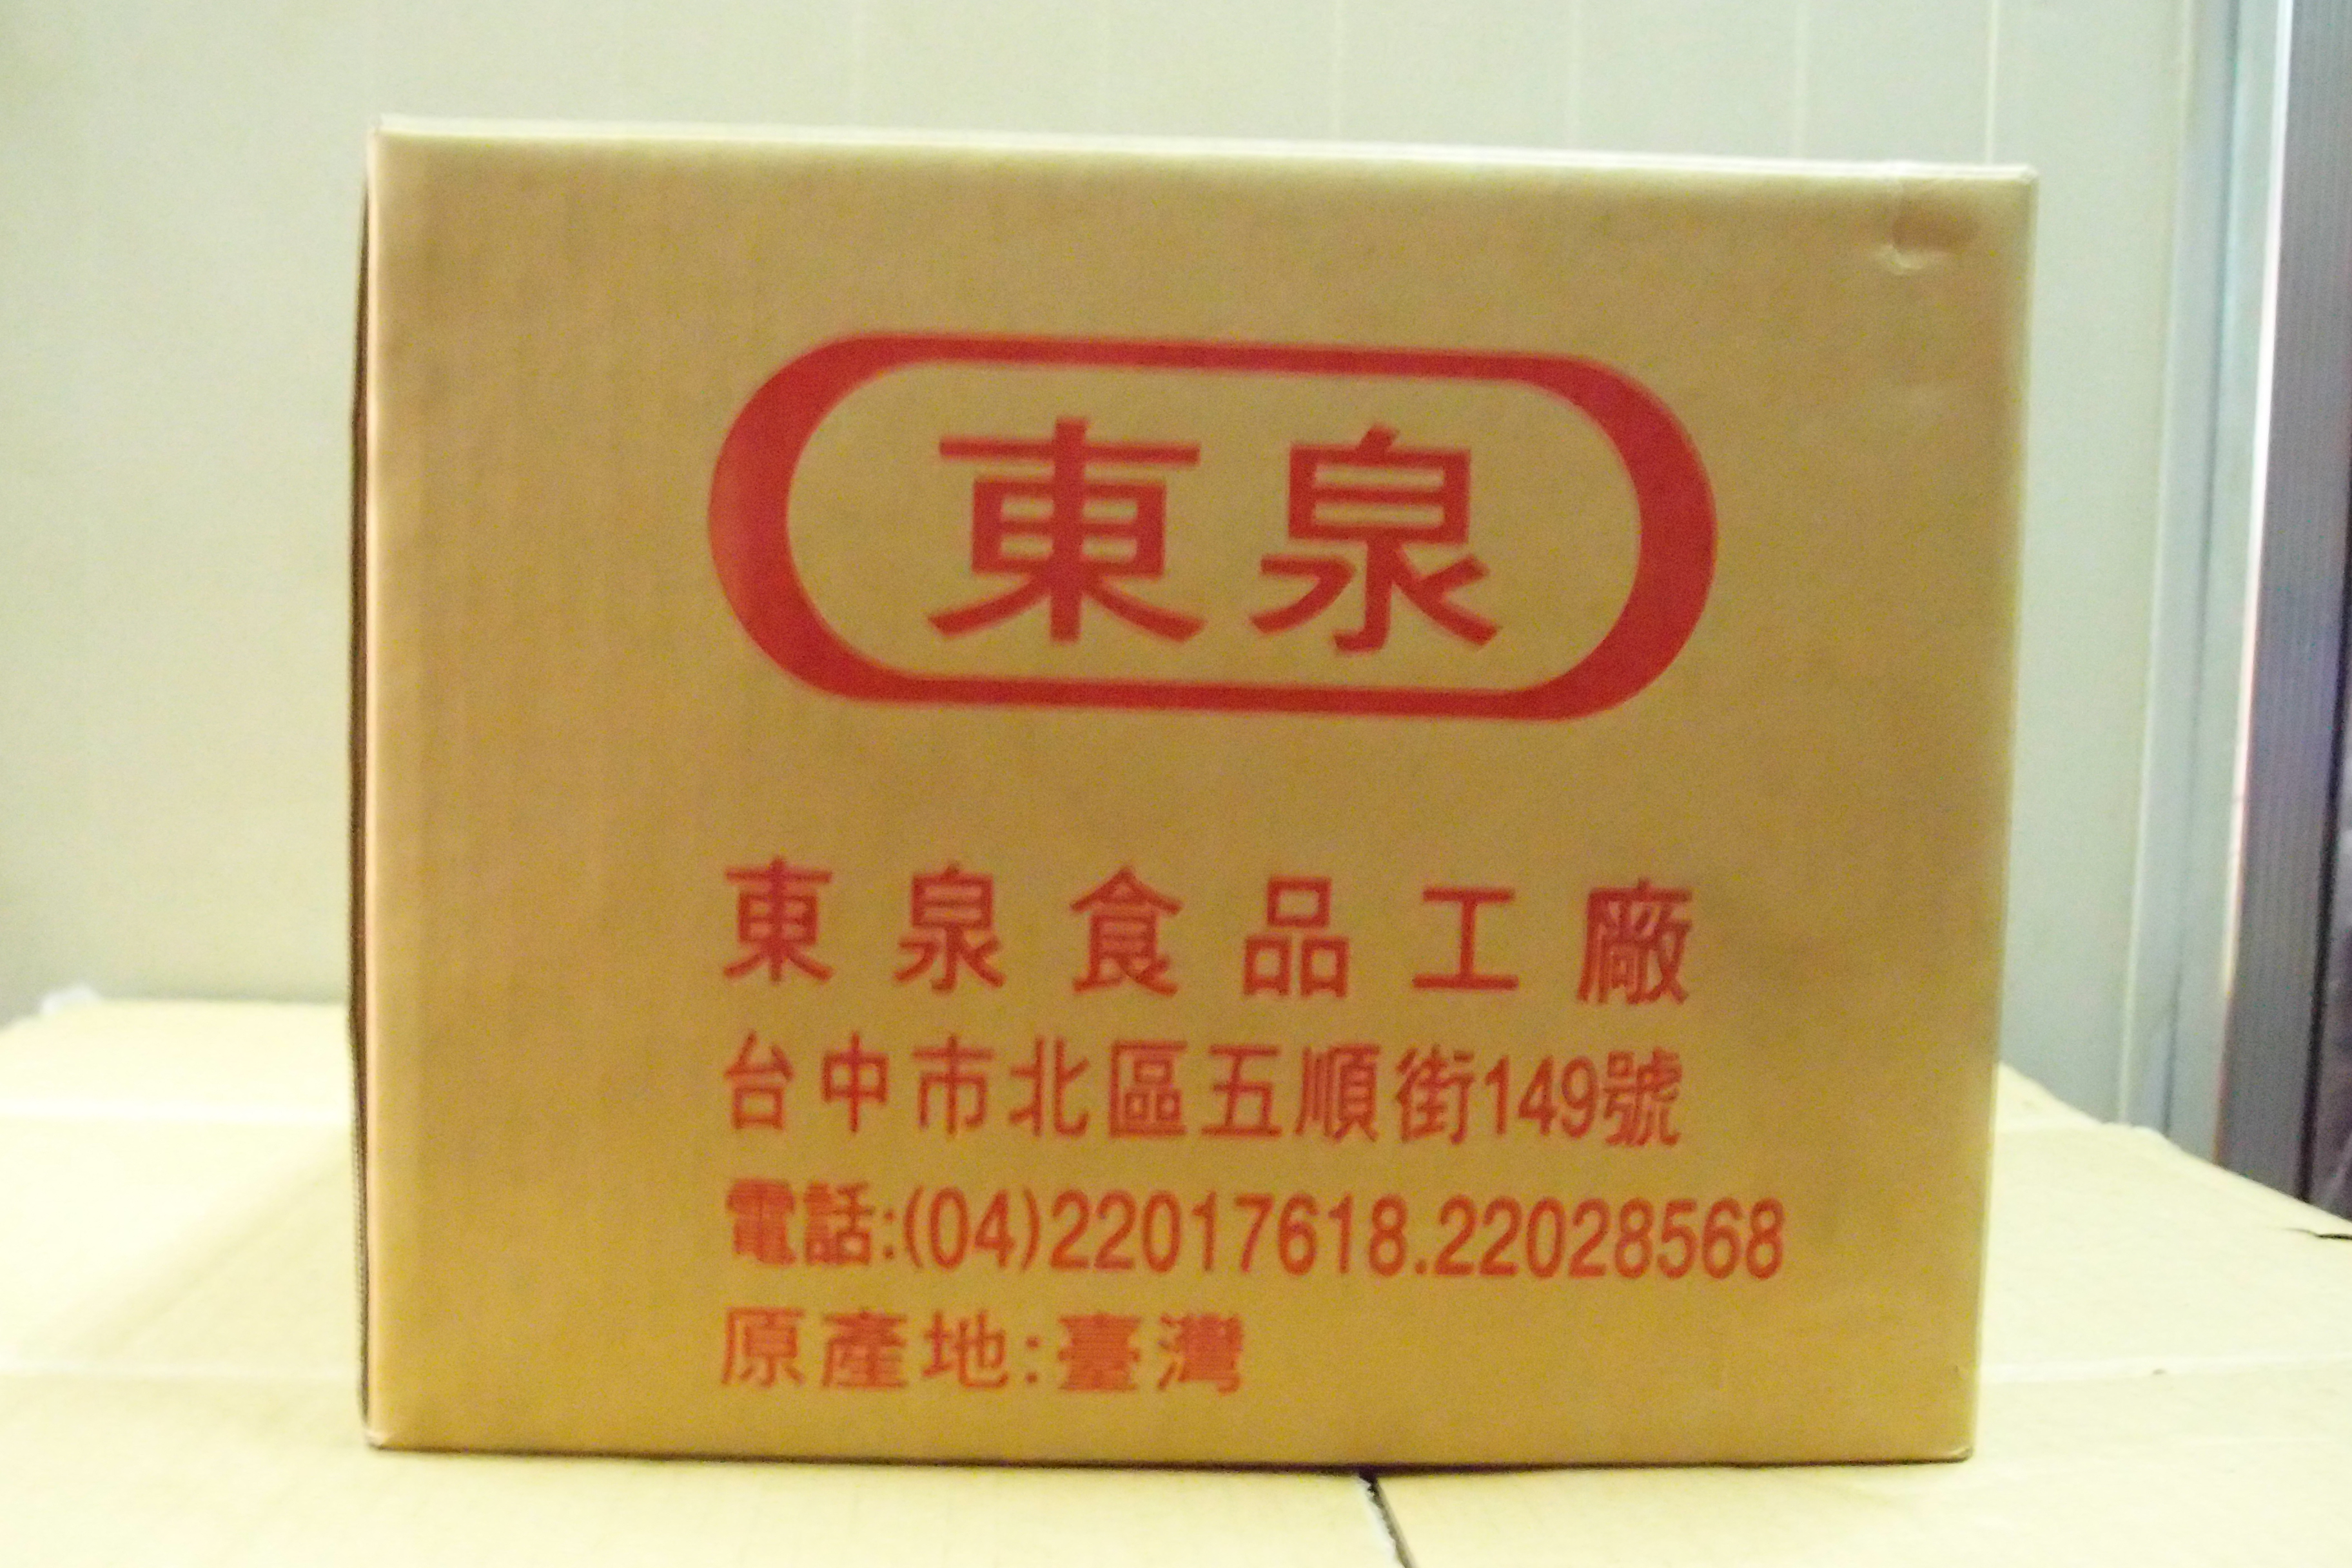 東泉
東泉食品工廠
台中市北區五順街149號
電話:(04)22017618.22028568
原產地:臺灣